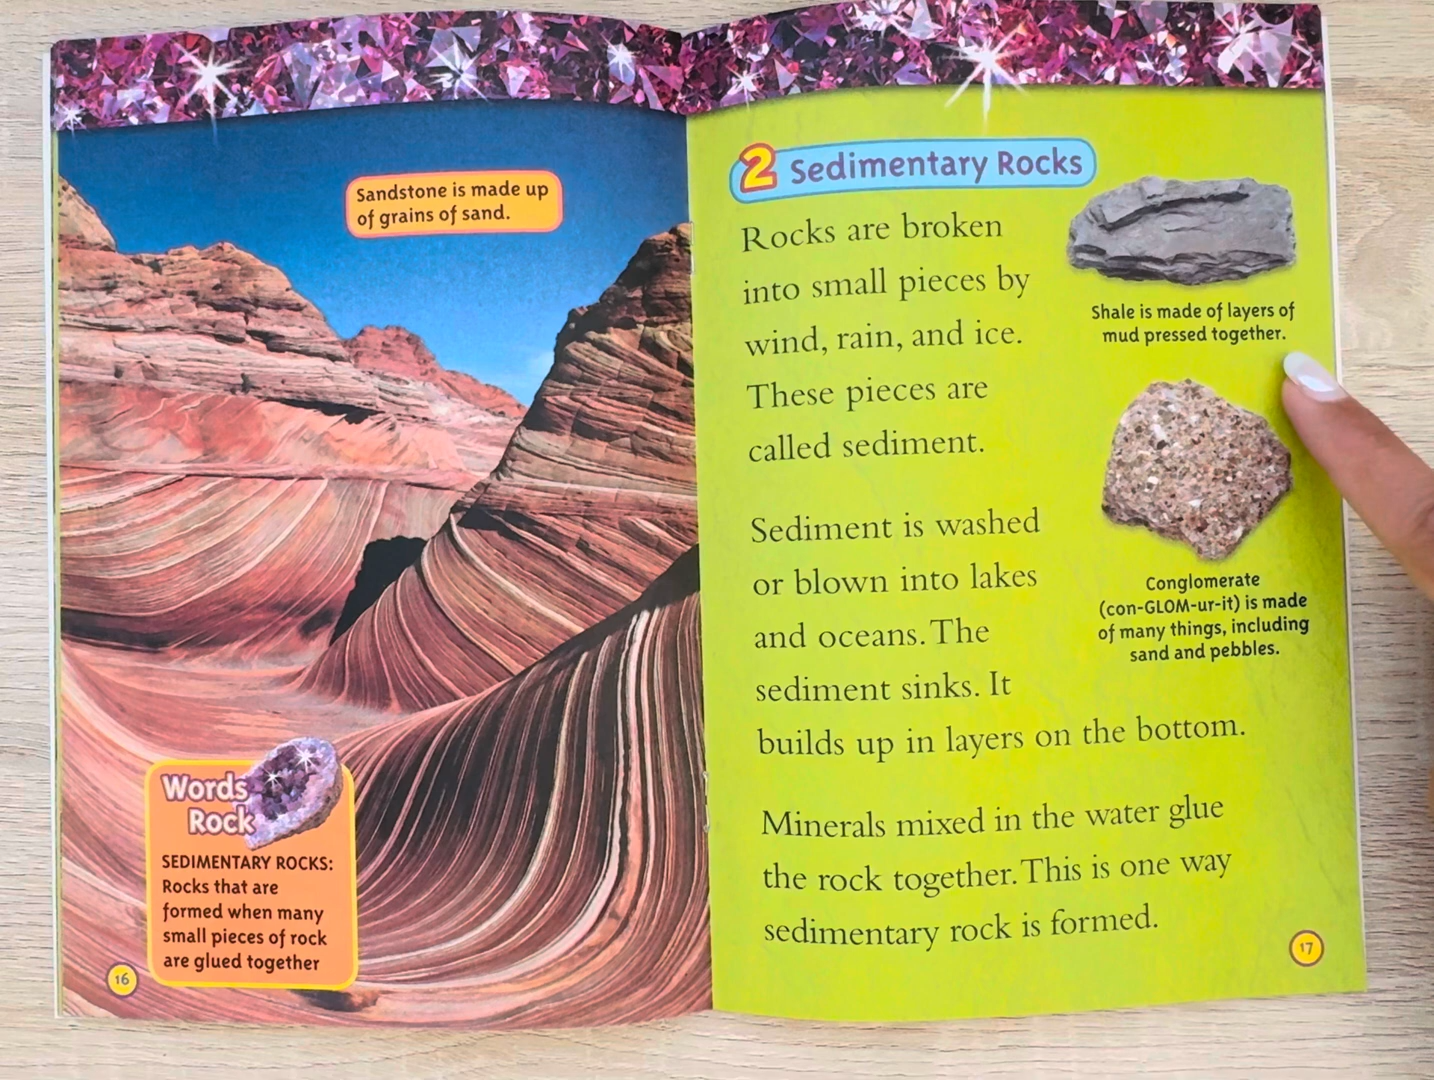 Sandstone is made up
of grains of sand.
Words
Rock
SEDIMENTARY ROCKS:
Rocks that are
formed when many
small pieces of rock
are glued together
16
2 Sedimentary Rocks
Rocks are broken
into small pieces by
wind, rain, and ice.
These pieces are
called sediment.
Sediment is washed
or blown into lakes
and oceans. The
sediment sinks. It
builds up in layers on the bottom.
Minerals mixed in the water glue
the rock together. This is one way
sedimentary rock is formed.
Shale is made of layers of
mud pressed together.
Conglomerate
(con-GLOM-ur-it) is made
of many things, including
sand and pebbles.
17